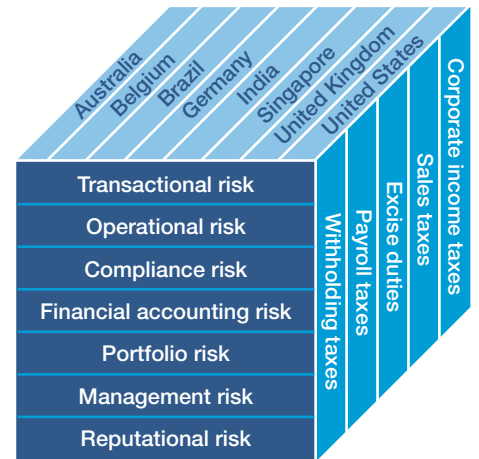 Australia
Belgium
Brazil
Germany
India
Singapore
United Kingdom
United States
Transactional risk
Operational risk
Compliance risk
Financial accounting risk
Portfolio risk
Management risk
Reputational risk
Withholding taxes
Payroll taxes
Excise duties
Sales taxes
Corporate income taxes